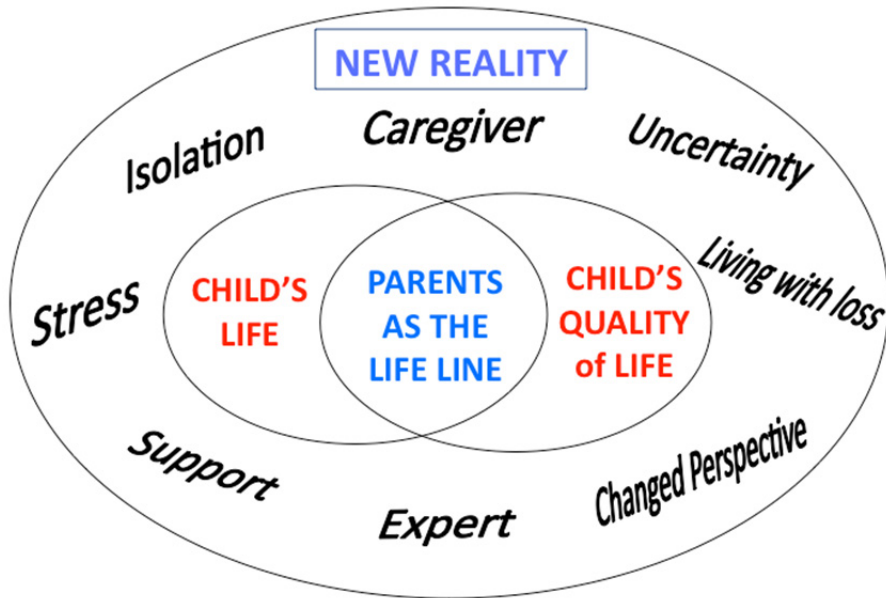 NEW REALITY
Isolation
Caregiver
Uncertainty
Stress
CHILD'S
LIFE
PARENTS
AS THE
LIFE LINE
CHILD'S
QUALITY
of LIFE
Living with loss
Support
Expert
Changed Perspective